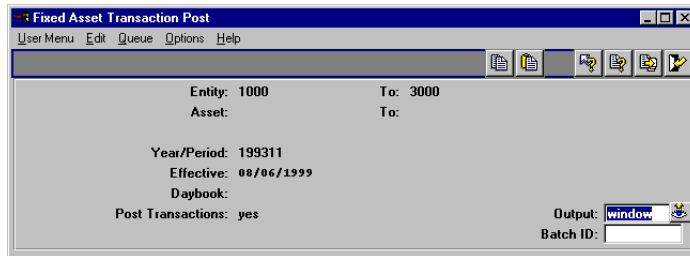 Fixed Asset Transaction Post
User Menu Edit Queue Options Help
Entity: 1000 To: 3000
Asset: To:
Year/Period: 199311
Effective: 08/06/1999
Daybook:
Post Transactions: yes Output: window
Batch ID: